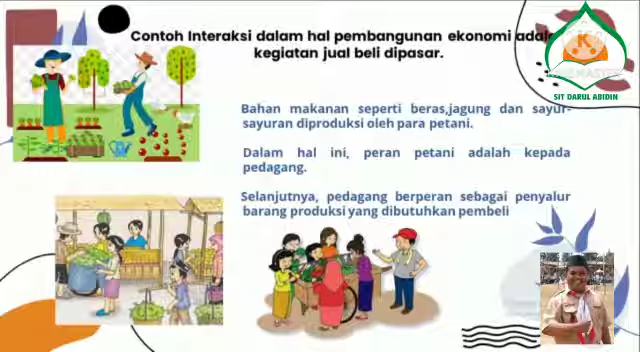 Contoh Interaksi dalam hal pembangunan ekonomi adalah
kegiatan jual beli dipasar.
Bahan makanan seperti beras,jagung dan sayur-
sayuran diproduksi oleh para petani.
Dalam hal ini, peran petani adalah kepada
pedagang.
Selanjutnya, pedagang berperan sebagai penyalur
barang produksi yang dibutuhkan pembeli
SIT DARUL ABIDIN